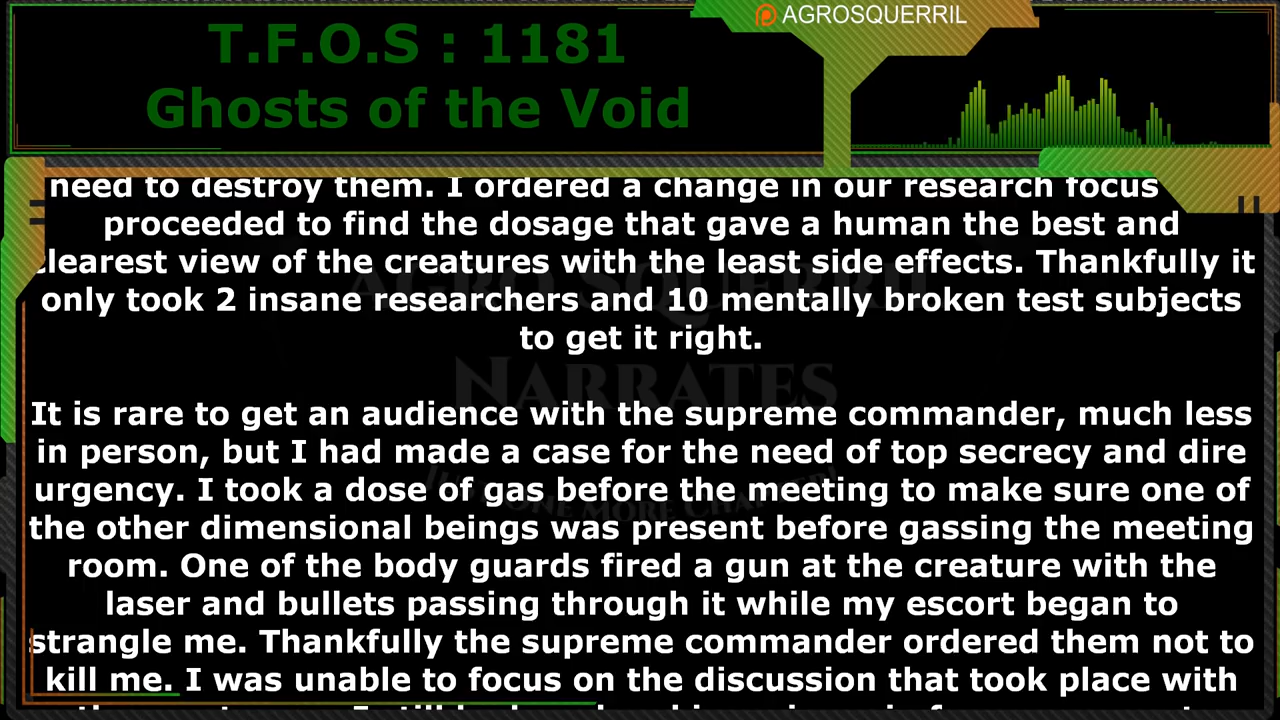 AGROSQUERRIL
T.F.O.S : 1181
Ghosts of the Void
need to destroy them. I ordered a change in our research focus
proceeded to find the dosage that gave a human the best and
clearest view of the creatures with the least side effects. Thankfully it
only took 2 insane researchers and 10 mentally broken test subjects
to get it right.
AGRO SQUERRIL
NARRATES
It is rare to get an audience with the supreme commander, much less
in person, but I had made a case for the need of top secrecy and dire
urgency. I took a dose of gas before the meeting to make sure one of
the other dimensional beings was present before gassing the meeting
room. One of the body guards fired a gun at the creature with the
laser and bullets passing through it while my escort began to
strangle me. Thankfully the supreme commander ordered them not to
kill me. I was unable to focus on the discussion that took place with